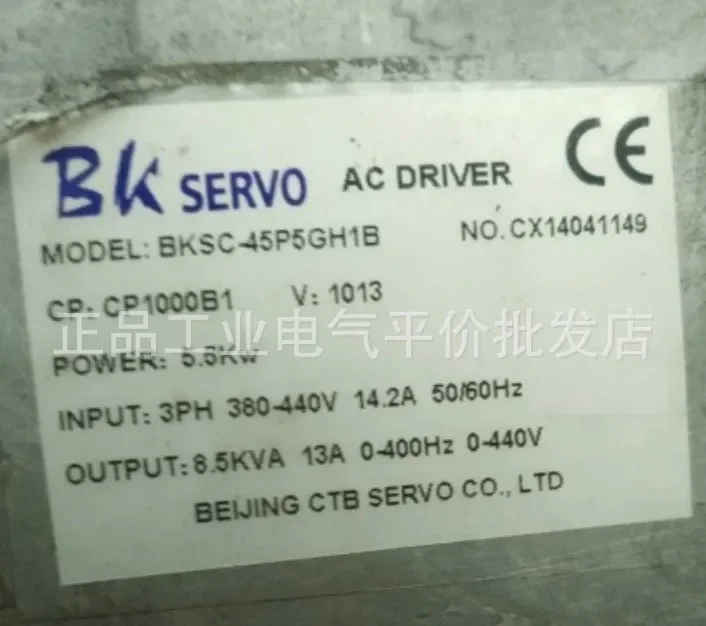 BK SERVO AC DRIVER CE
MODEL: BKSC-45P5GH1B NO. CX14041149
CP: CP1000B1 V: 1013
正品工业电气平价批发店
POWER: 5.5Kw
INPUT: 3PH 380-440V 14.2A 50/60Hz
OUTPUT: 8.5KVA 13A 0-400Hz 0-440V
BEIJING CTB SERVO CO., LTD